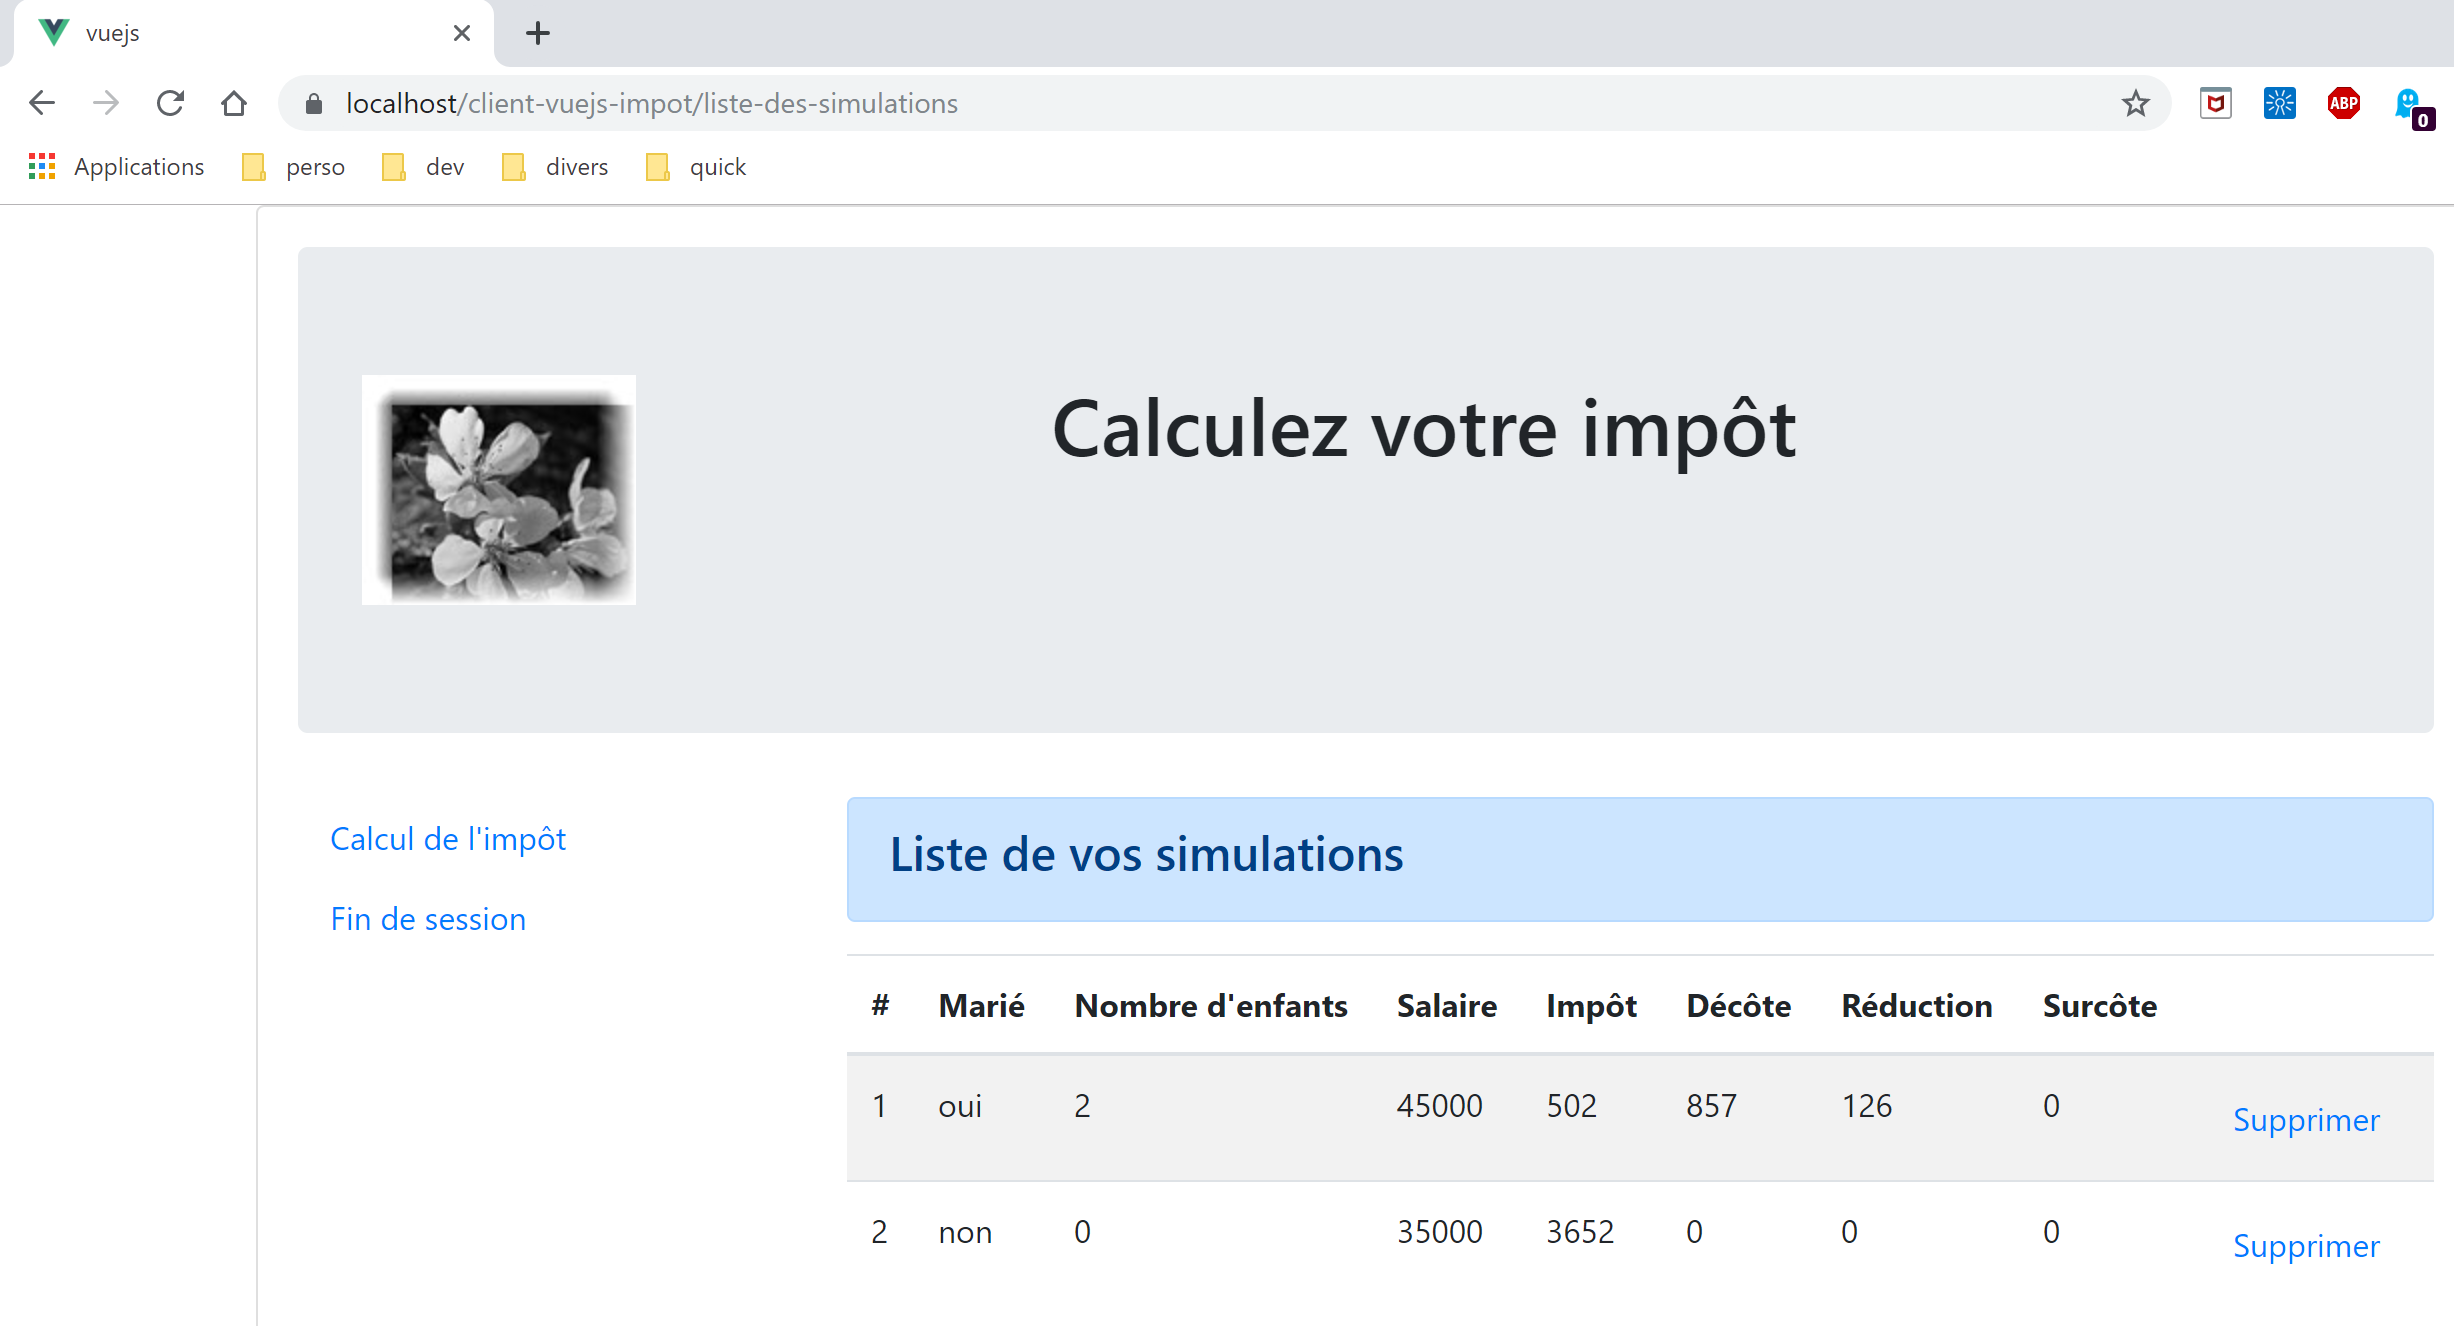 vuejs
localhost/client-vuejs-impot/liste-des-simulations
ABP
0
Applications perso dev divers quick
Calculez votre impôt
Calcul de l'impôt
Fin de session
Liste de vos simulations
# Marié Nombre d'enfants Salaire Impôt Décôte Réduction Surcôte
1 oui 2 45000 502 857 126 0 Supprimer
2 non 0 35000 3652 0 0 0 Supprimer